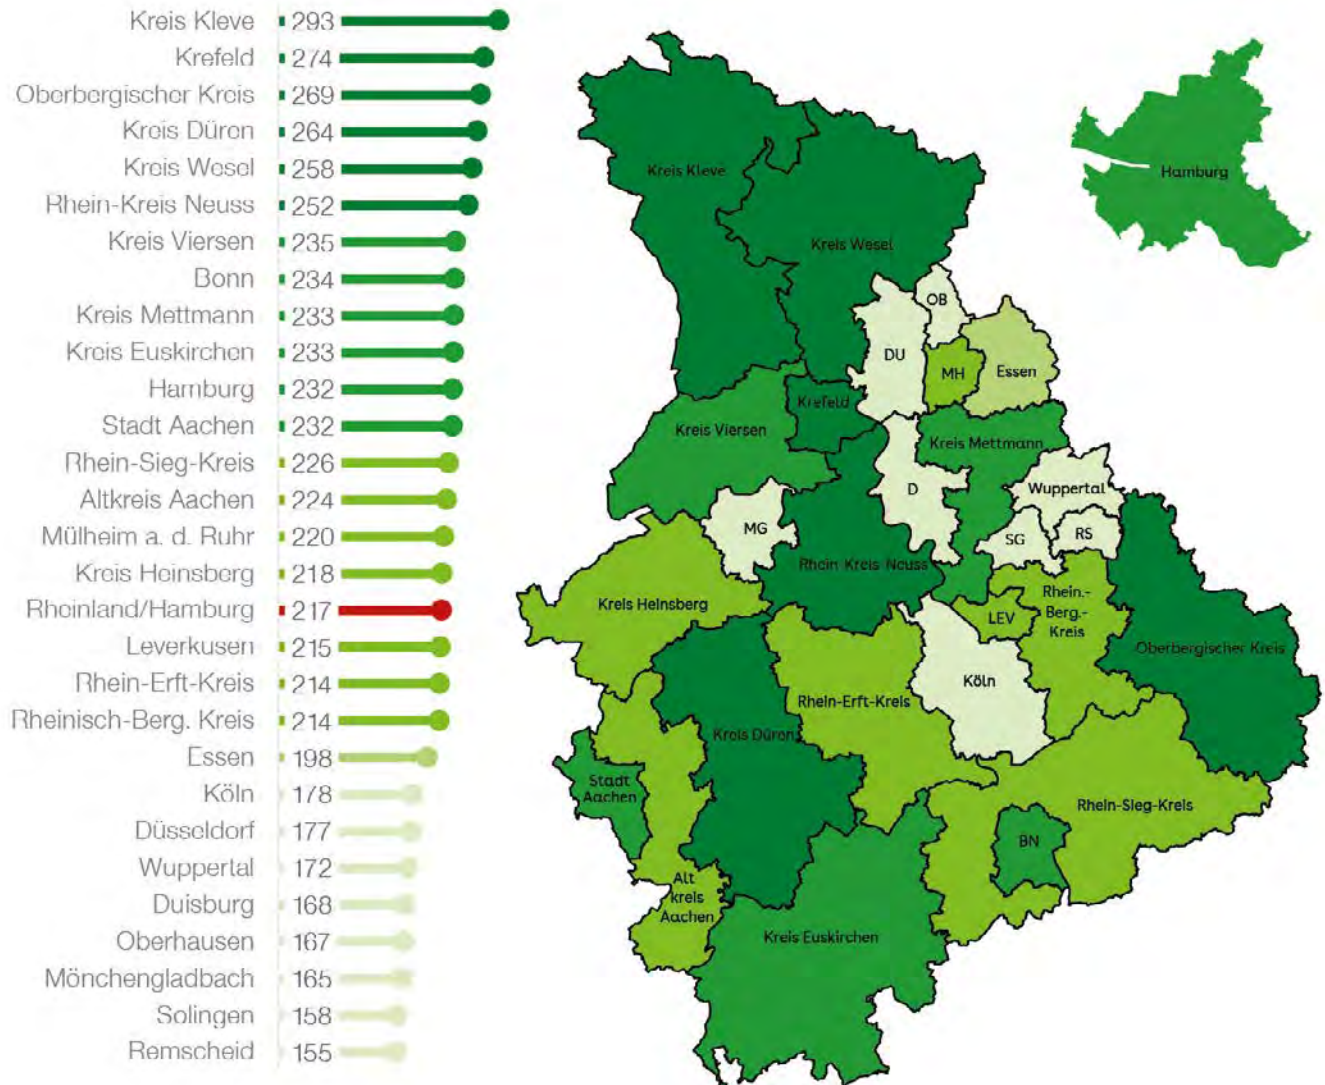 Kreis Kleve 293
Krefeld 274
Oberbergischer Kreis 269
Kreis Düren 264
Kreis Wesel 258
Rhein-Kreis Neuss 252
Kreis Viersen 235
Bonn 234
Kreis Mettmann 233
Kreis Euskirchen 233
Hamburg 232
Stadt Aachen 232
Rhein-Sieg-Kreis 226
Altkreis Aachen 224
Mülheim a. d. Ruhr 220
Kreis Heinsberg 218
Rheinland/Hamburg 217
Leverkusen 215
Rhein-Erft-Kreis 214
Rheinisch-Berg. Kreis 214
Essen 198
Köln 178
Düsseldorf 177
Wuppertal 172
Duisburg 168
Oberhausen 167
Mönchengladbach 165
Solingen 158
Remscheid 155
Kreis Kleve
Hamburg
Kreis Wesel
OB
DU
MH
Essen
Krefeld
Kreis Viersen
Kreis Mettmann
D
Wuppertal
MG
SG
RS
Rhein-Kreis-Neuss
Kreis Heinsberg
LEV
Rhein.-
Berg.-
Kreis
Oberbergischer Kreis
Köln
Rhein-Erft-Kreis
Kreis Düren
Stadt
Aachen
Rhein-Sieg-Kreis
BN
Alt
kreis
Aachen
Kreis Euskirchen